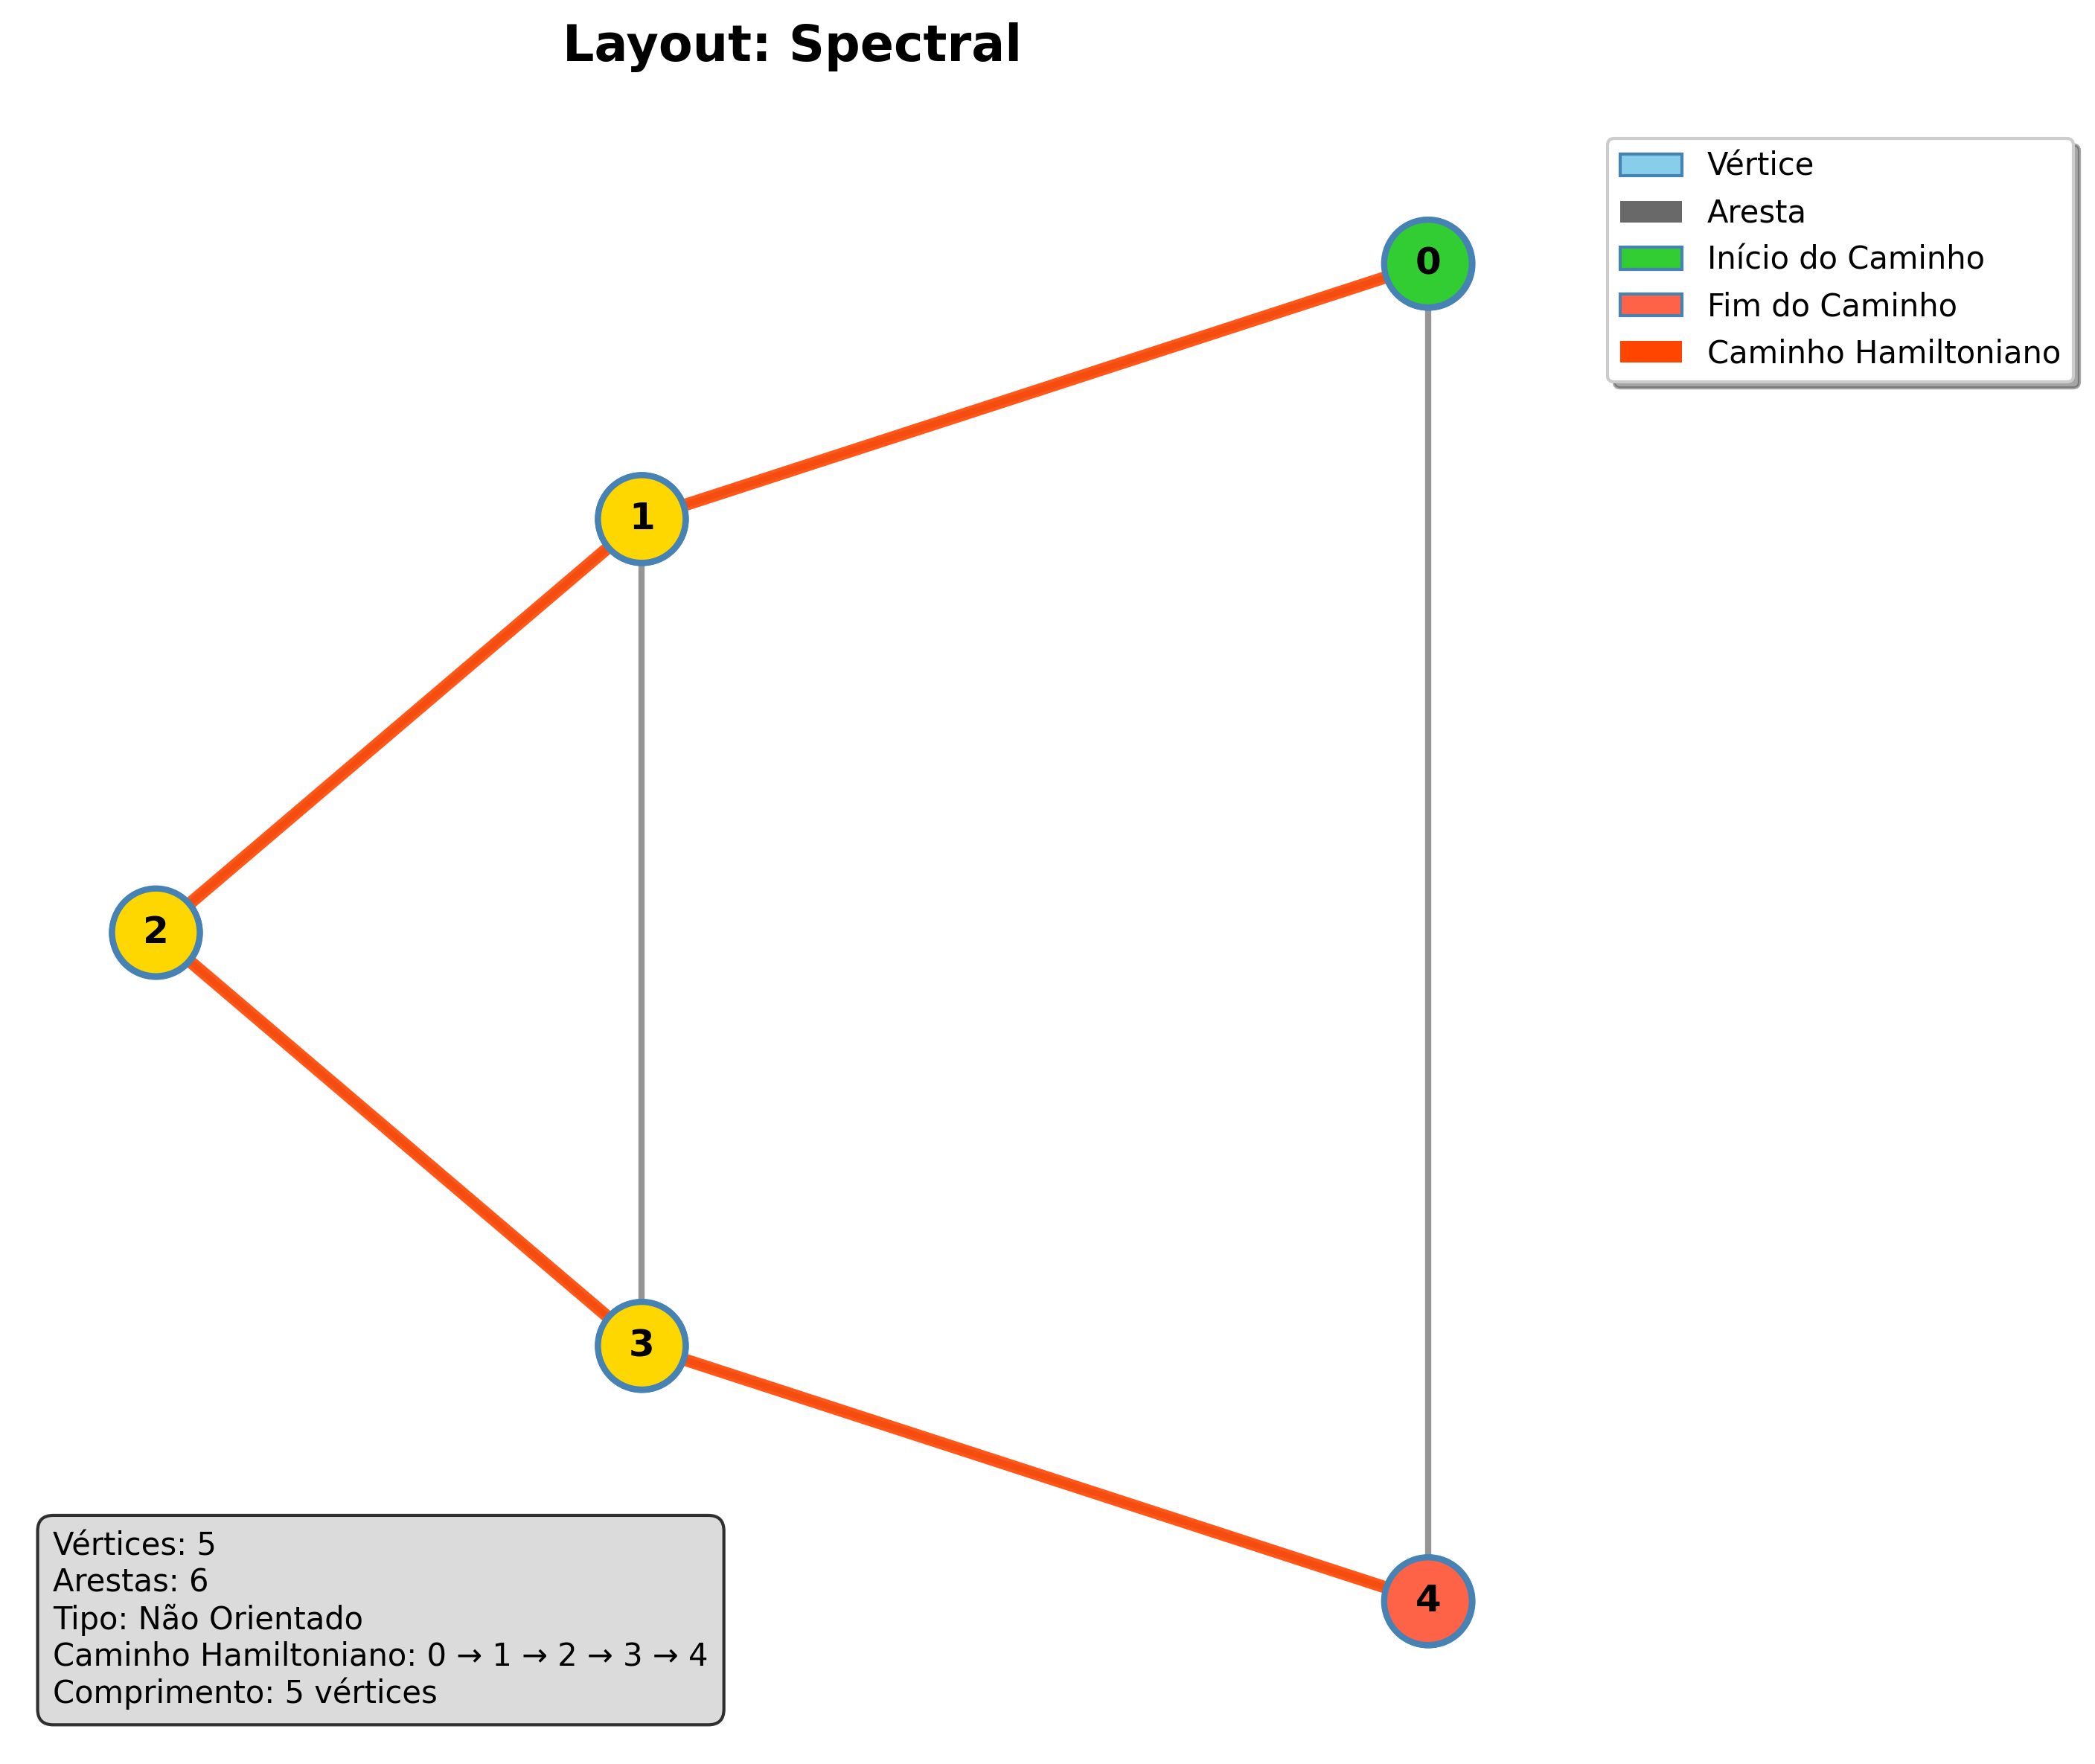 Layout: Spectral
Vértice
Aresta
Início do Caminho
Fim do Caminho
Caminho Hamiltoniano
0
1
2
3
4
Vértices: 5
Arestas: 6
Tipo: Não Orientado
Caminho Hamiltoniano: 0 → 1 → 2 → 3 → 4
Comprimento: 5 vértices